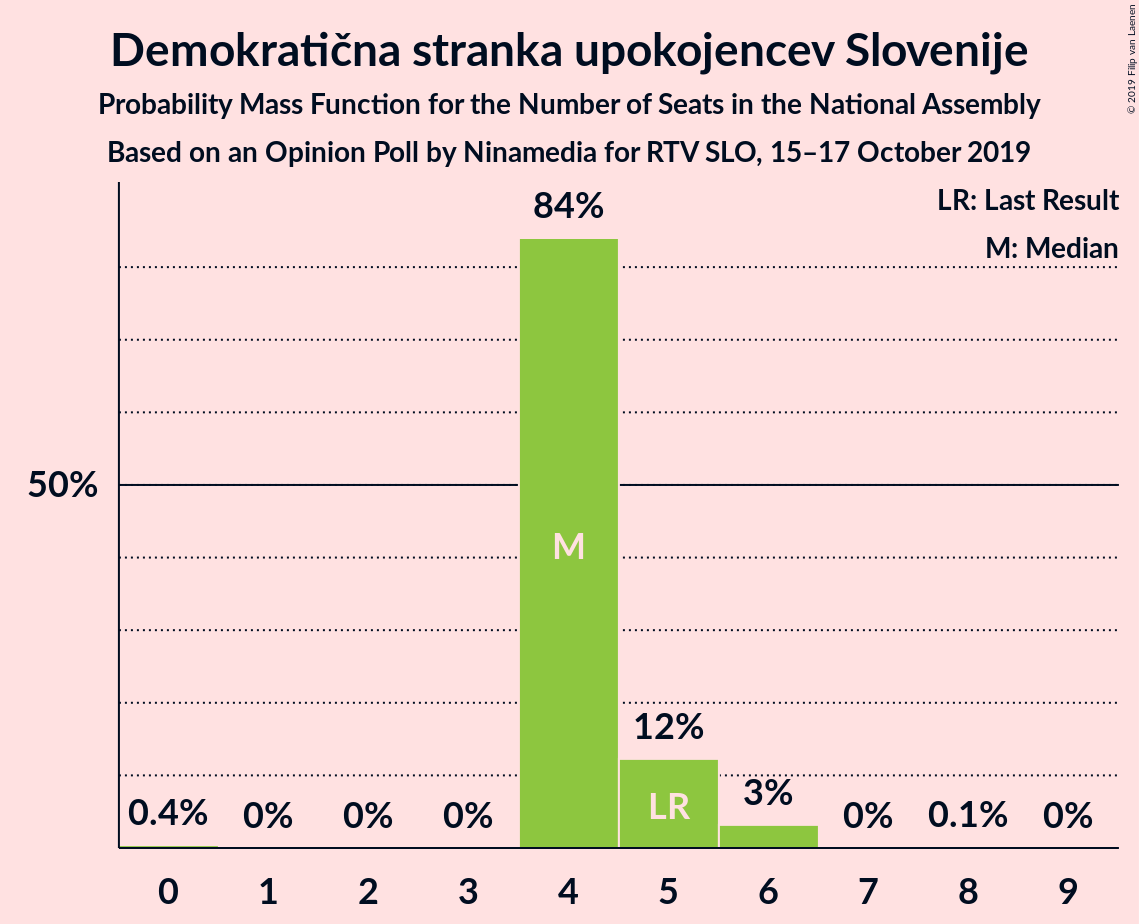 Demokratična stranka upokojencev Slovenije
Probability Mass Function for the Number of Seats in the National Assembly
Based on an Opinion Poll by Ninamedia for RTV SLO, 15–17 October 2019
© 2019 Filip van Laenen
LR: Last Result
M: Median
84%
50%
M
12%
LR
3%
0.4% 0% 0% 0% 0% 0.1% 0%
0 1 2 3 4 5 6 7 8 9